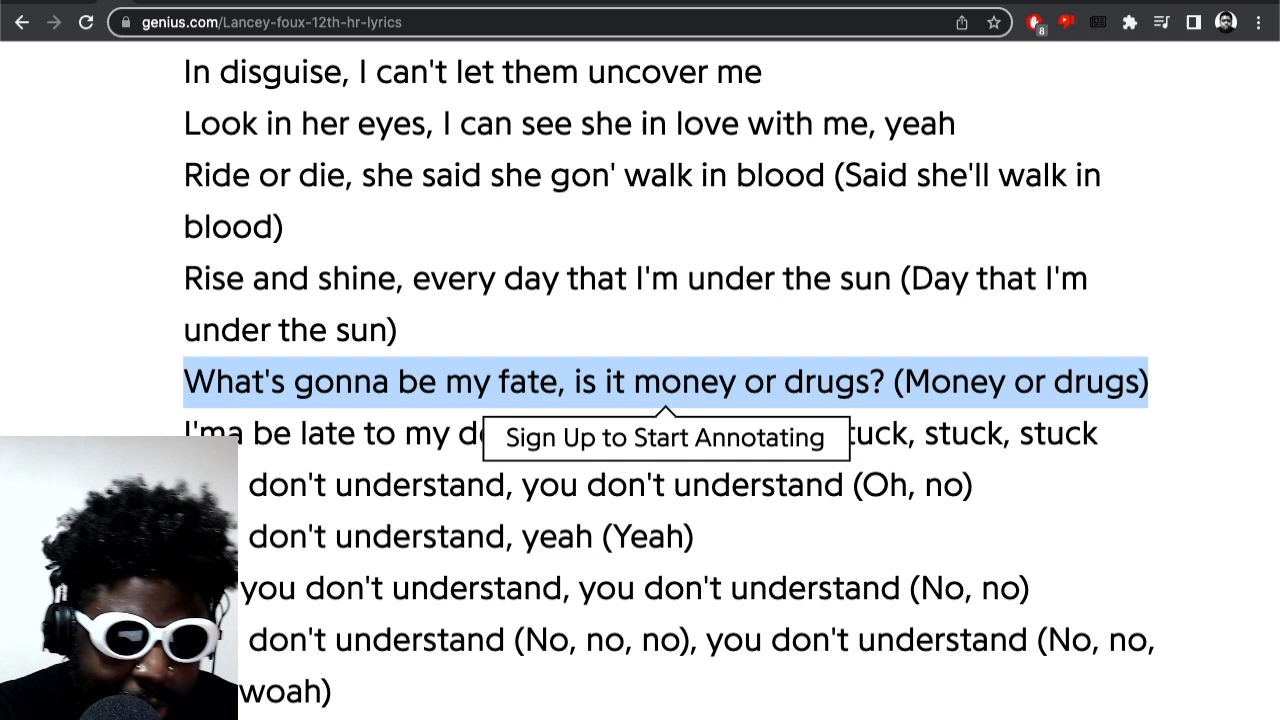 genius.com/Lancey-foux-12th-hr-lyrics
8
In disguise, I can't let them uncover me
Look in her eyes, I can see she in love with me, yeah
Ride or die, she said she gon' walk in blood (Said she'll walk in
blood)
Rise and shine, every day that I'm under the sun (Day that I'm
under the sun)
What's gonna be my fate, is it money or drugs? (Money or drugs)
I'ma be late to my stuck, stuck
Sign Up to Start Annotating
don't understand, you don't understand (Oh, no)
don't understand, yeah (Yeah)
you don't understand, you don't understand (No, no)
don't understand (No, no, no), you don't understand (No, no,
woah)